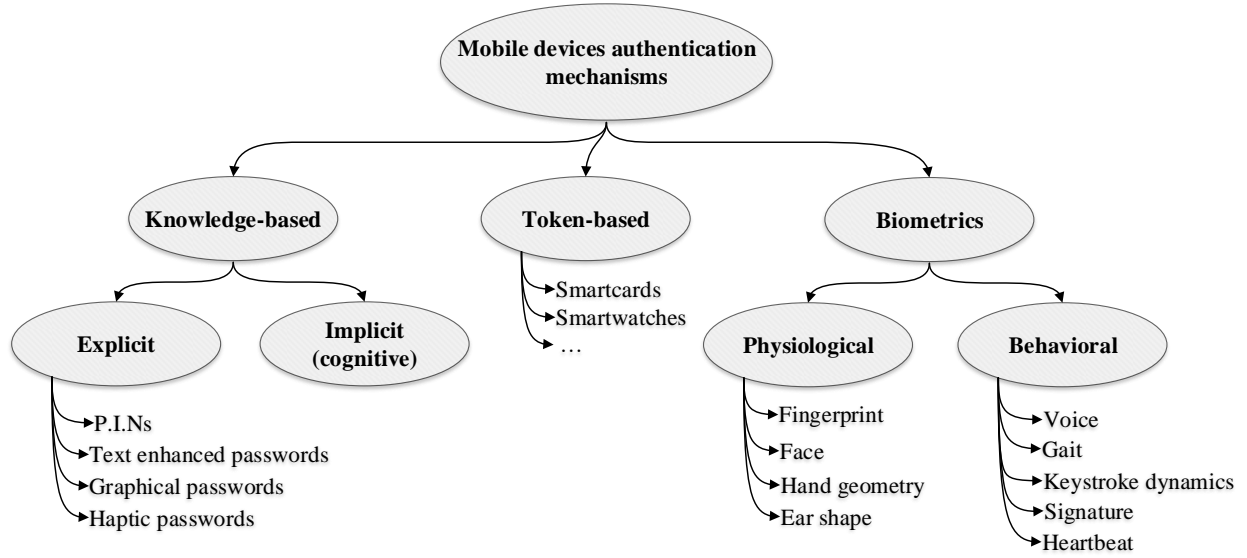 Mobile devices authentication
mechanisms
Knowledge-based
Token-based
Biometrics
Explicit
Implicit
(cognitive)
Smartcards
Smartwatches
…
Physiological
Behavioral
P.I.Ns
Text enhanced passwords
Graphical passwords
Haptic passwords
Fingerprint
Face
Hand geometry
Ear shape
Voice
Gait
Keystroke dynamics
Signature
Heartbeat